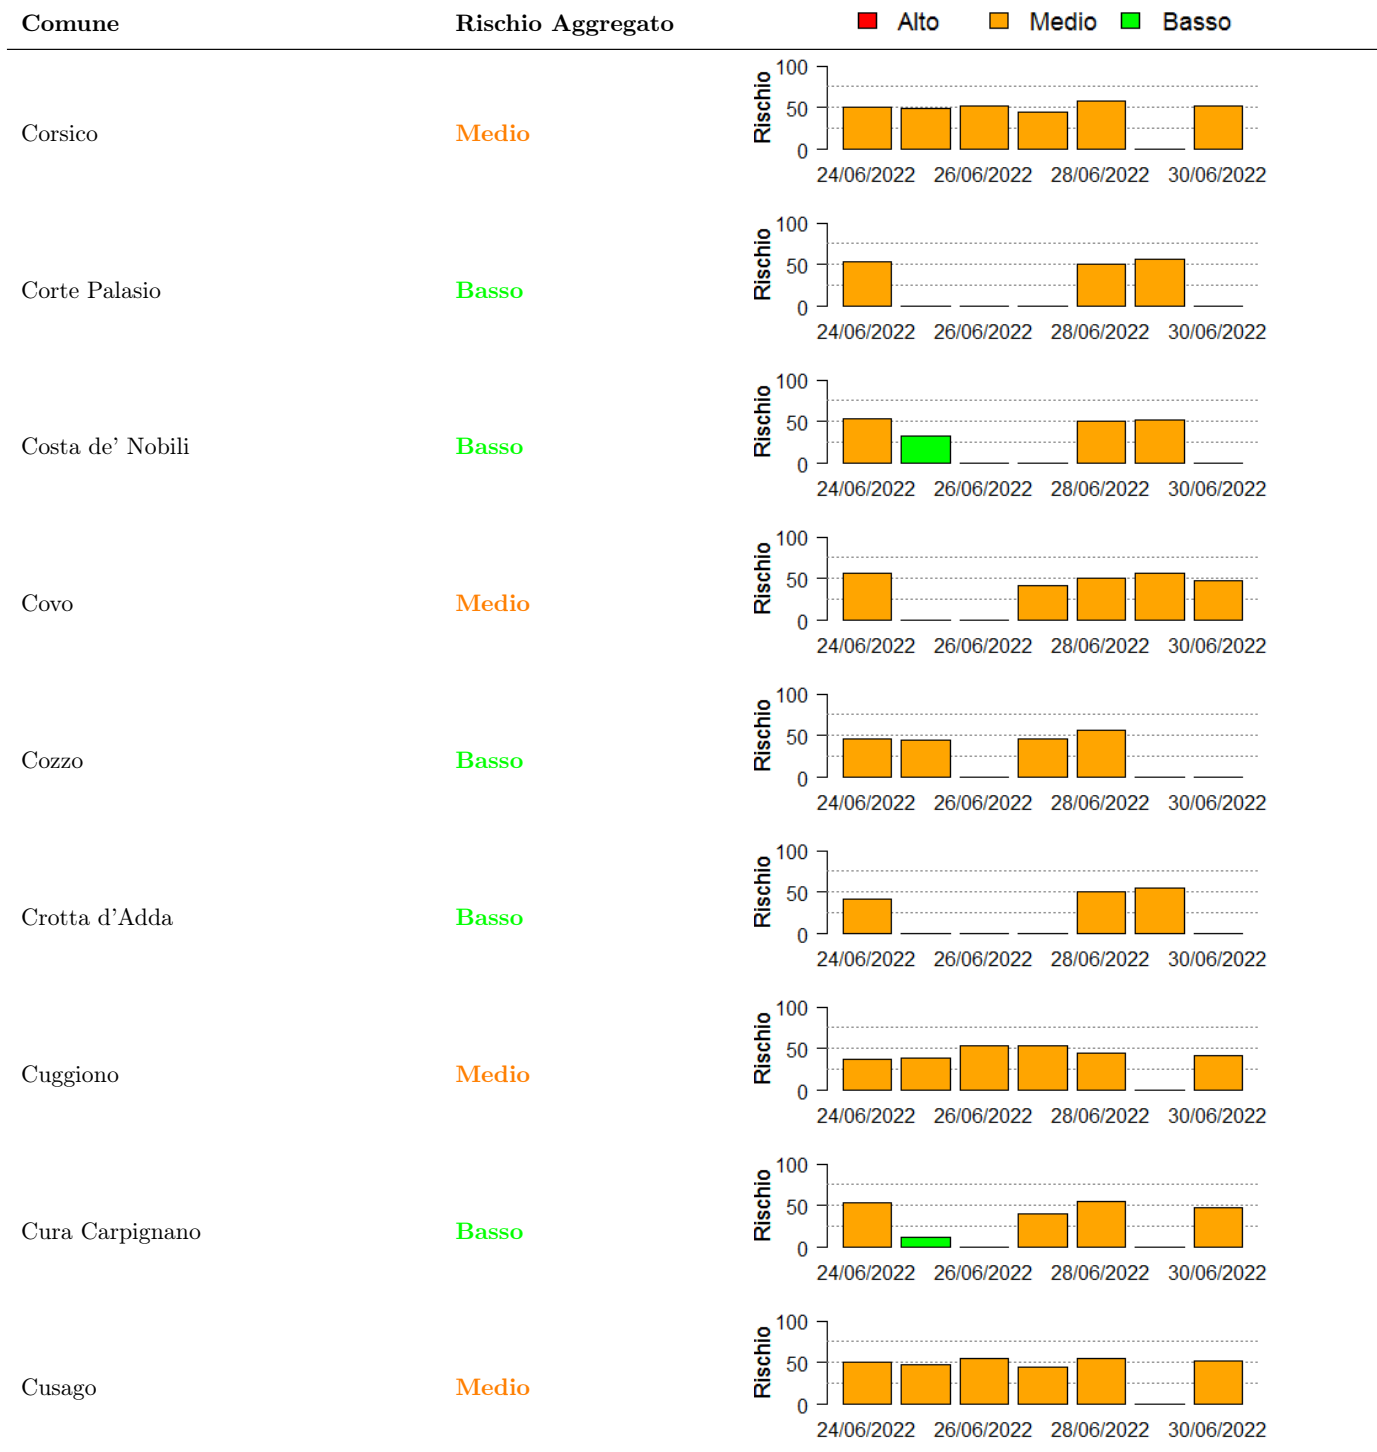 Comune Rischio Aggregato Alto Medio Basso
100
Rischio
50
Corsico Medio
0
24/06/2022 26/06/2022 28/06/2022 30/06/2022
100
Rischio
50
Corte Palasio Basso
0
24/06/2022 26/06/2022 28/06/2022 30/06/2022
100
Rischio
50
Costa de' Nobili Basso
0
24/06/2022 26/06/2022 28/06/2022 30/06/2022
100
Rischio
50
Covo Medio
0
24/06/2022 26/06/2022 28/06/2022 30/06/2022
100
Rischio
50
Cozzo Basso
0
24/06/2022 26/06/2022 28/06/2022 30/06/2022
100
Rischio
50
Crotta d'Adda Basso
0
24/06/2022 26/06/2022 28/06/2022 30/06/2022
100
Rischio
50
Cuggiono Medio
0
24/06/2022 26/06/2022 28/06/2022 30/06/2022
100
Rischio
50
Cura Carpignano Basso
0
24/06/2022 26/06/2022 28/06/2022 30/06/2022
100
Rischio
50
Cusago Medio
0
24/06/2022 26/06/2022 28/06/2022 30/06/2022